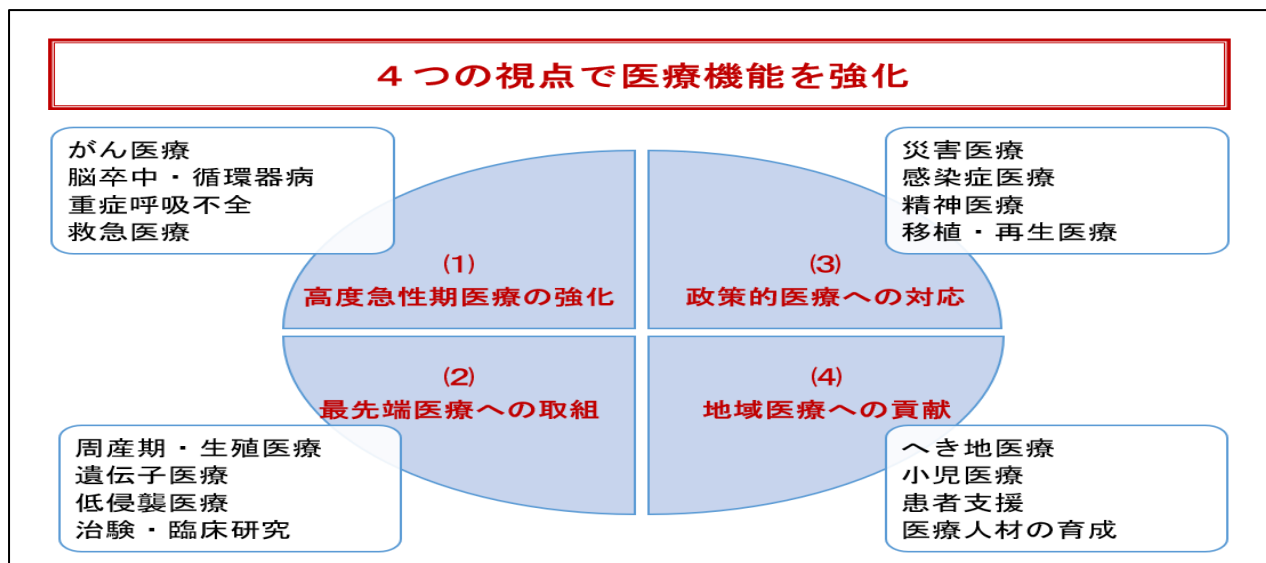 4つの視点で医療機能を強化
がん医療
脳卒中・循環器病
重症呼吸不全
救急医療
(1)
高度急性期医療の強化
災害医療
感染症医療
精神医療
移植・再生医療
(3)
政策的医療への対応
(2)
最先端医療への取組
周産期・生殖医療
遺伝子医療
低侵襲医療
治験・臨床研究
(4)
地域医療への貢献
へき地医療
小児医療
患者支援
医療人材の育成